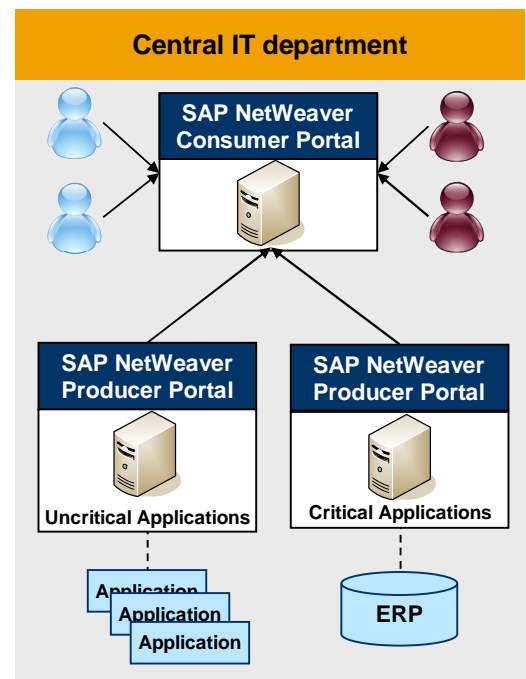 Central IT department
SAP NetWeaver
Consumer Portal
SAP NetWeaver
Producer Portal
Uncritical Applications
SAP NetWeaver
Producer Portal
Critical Applications
Application
Application
Application
ERP